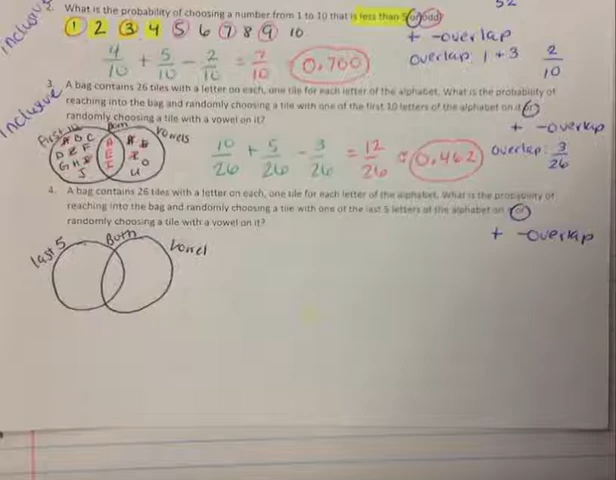 52
2. What is the probability of choosing a number from 1 to 10 that is less than 5 or odd?
Inclusive
1 2 3 4 5 6 7 8 9 10
+ -overlap
overlap: 1 + 3 2/10
4/10 + 5/10 - 2/10 = 7/10 0.700
3. A bag contains 26 tiles with a letter on each, one tile for each letter of the alphabet. What is the probability of
reaching into the bag and randomly choosing a tile with one of the first 10 letters of the alphabet on it or
randomly choosing a tile with a vowel on it?
Inclusive
+ -overlap
First 10 Both Vowels
A B C
D E F
G H I
J
A
E
I
O
U
10/26 + 5/26 - 3/26 = 12/26 = 0.462
overlap: 3/26
4. A bag contains 26 tiles with a letter on each, one tile for each letter of the alphabet. What is the probability of
reaching into the bag and randomly choosing a tile with one of the last 5 letters of the alphabet on it or
randomly choosing a tile with a vowel on it?
+ -overlap
last 5 Both Vowel